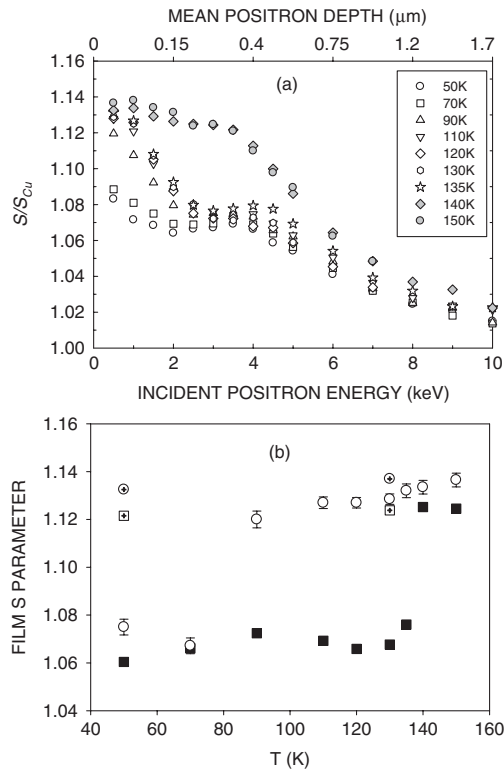 MEAN POSITRON DEPTH (μm)
0 0.15 0.4 0.75 1.2 1.7
1.16
(a)
1.14
1.12
1.10
1.08
1.06
1.04
1.02
1.00
S/S_Cu
50K
70K
90K
110K
120K
130K
135K
140K
150K
0 2 4 6 8 10
INCIDENT POSITRON ENERGY (keV)
1.16
(b)
1.14
1.12
1.10
1.08
1.06
1.04
FILM S PARAMETER
40 60 80 100 120 140 160
T (K)